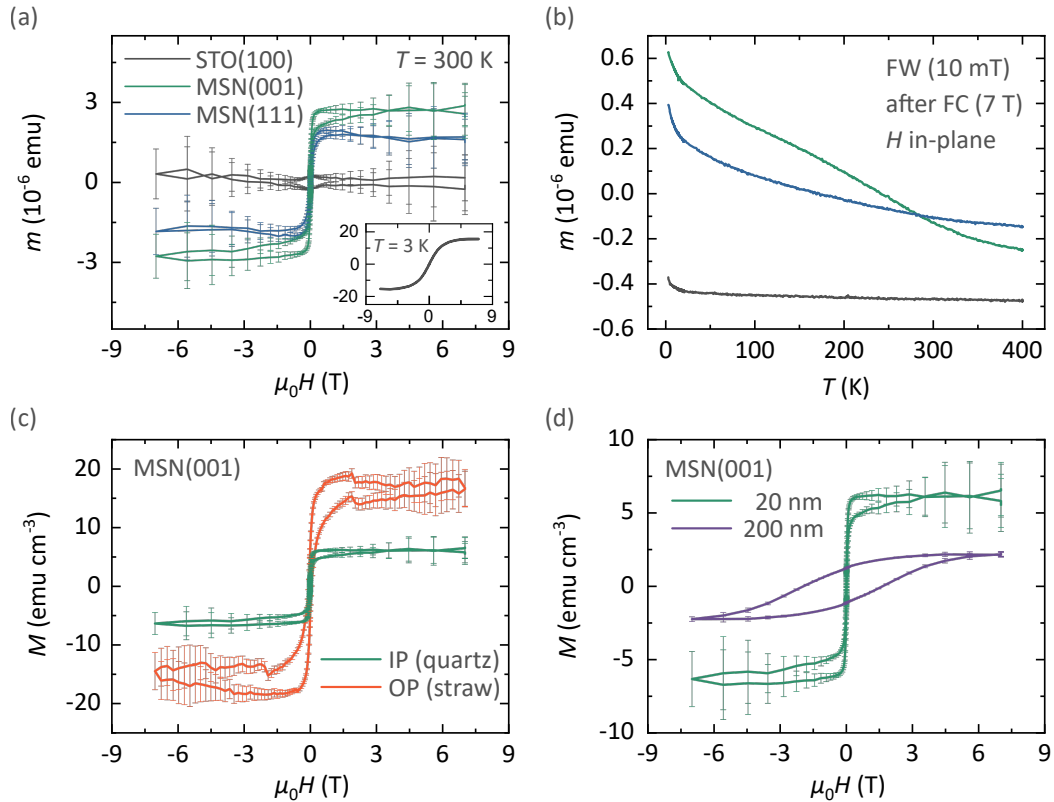 (a)
STO(100)
MSN(001)
MSN(111)
T = 300 K
3
0
-3
m (10⁻⁶ emu)
T = 3 K
20
10
0
-10
-20
-9 0 9
-9 -6 -3 0 3 6 9
μ₀H (T)
(b)
FW (10 mT)
after FC (7 T)
H in-plane
0.6
0.4
0.2
0.0
-0.2
-0.4
-0.6
m (10⁻⁶ emu)
0 100 200 300 400
T (K)
(c)
MSN(001)
20
10
0
-10
-20
M (emu cm⁻³)
IP (quartz)
OP (straw)
-9 -6 -3 0 3 6 9
μ₀H (T)
(d)
MSN(001)
20 nm
200 nm
10
5
0
-5
-10
M (emu cm⁻³)
-9 -6 -3 0 3 6 9
μ₀H (T)